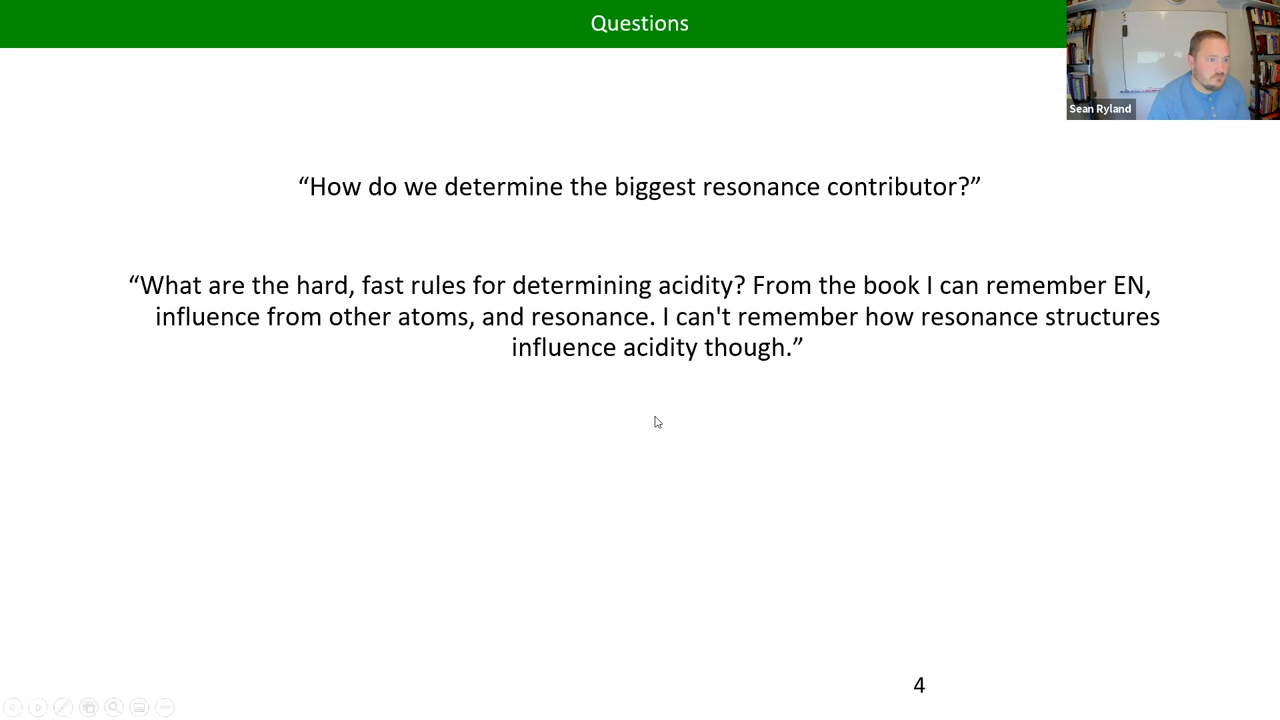 Questions
Sean Ryland
“How do we determine the biggest resonance contributor?”
“What are the hard, fast rules for determining acidity? From the book I can remember EN,
influence from other atoms, and resonance. I can't remember how resonance structures
influence acidity though.”
4